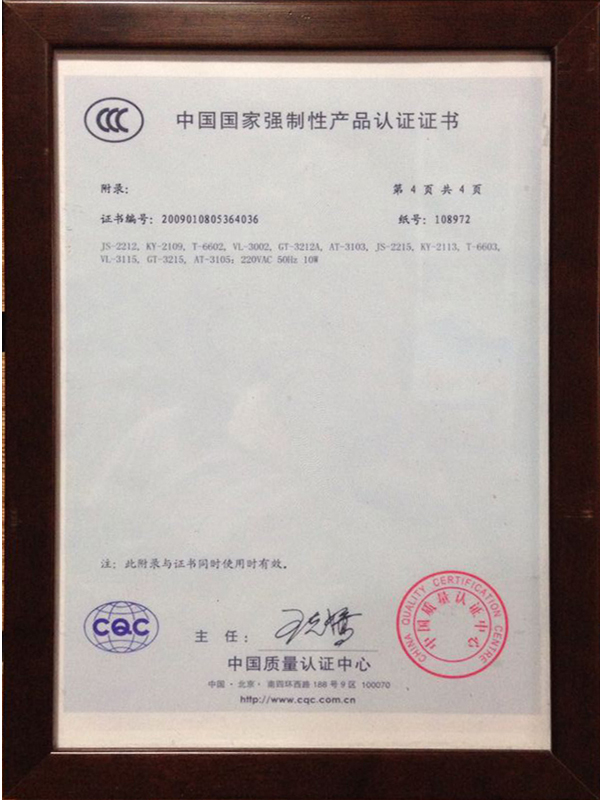 CCC
中国国家强制性产品认证证书
附录：
第 4 页 共 4 页
证书编号：2009010805364036
纸号：108972
JS-2212, KY-2109, T-6602, VL-3002, GT-3212A, AT-3103, JS-2215, KY-2113, T-6603,
VL-3115, GT-3215, AT-3105：220VAC 50Hz 10W
注：此附录与证书同时使用时有效。
CQC
主 任：
中国质量认证中心
中国·北京·南四环西路188号9区 100070
http://www.cqc.com.cn
CHINA QUALITY CERTIFICATION CENTRE
中国质量认证中心